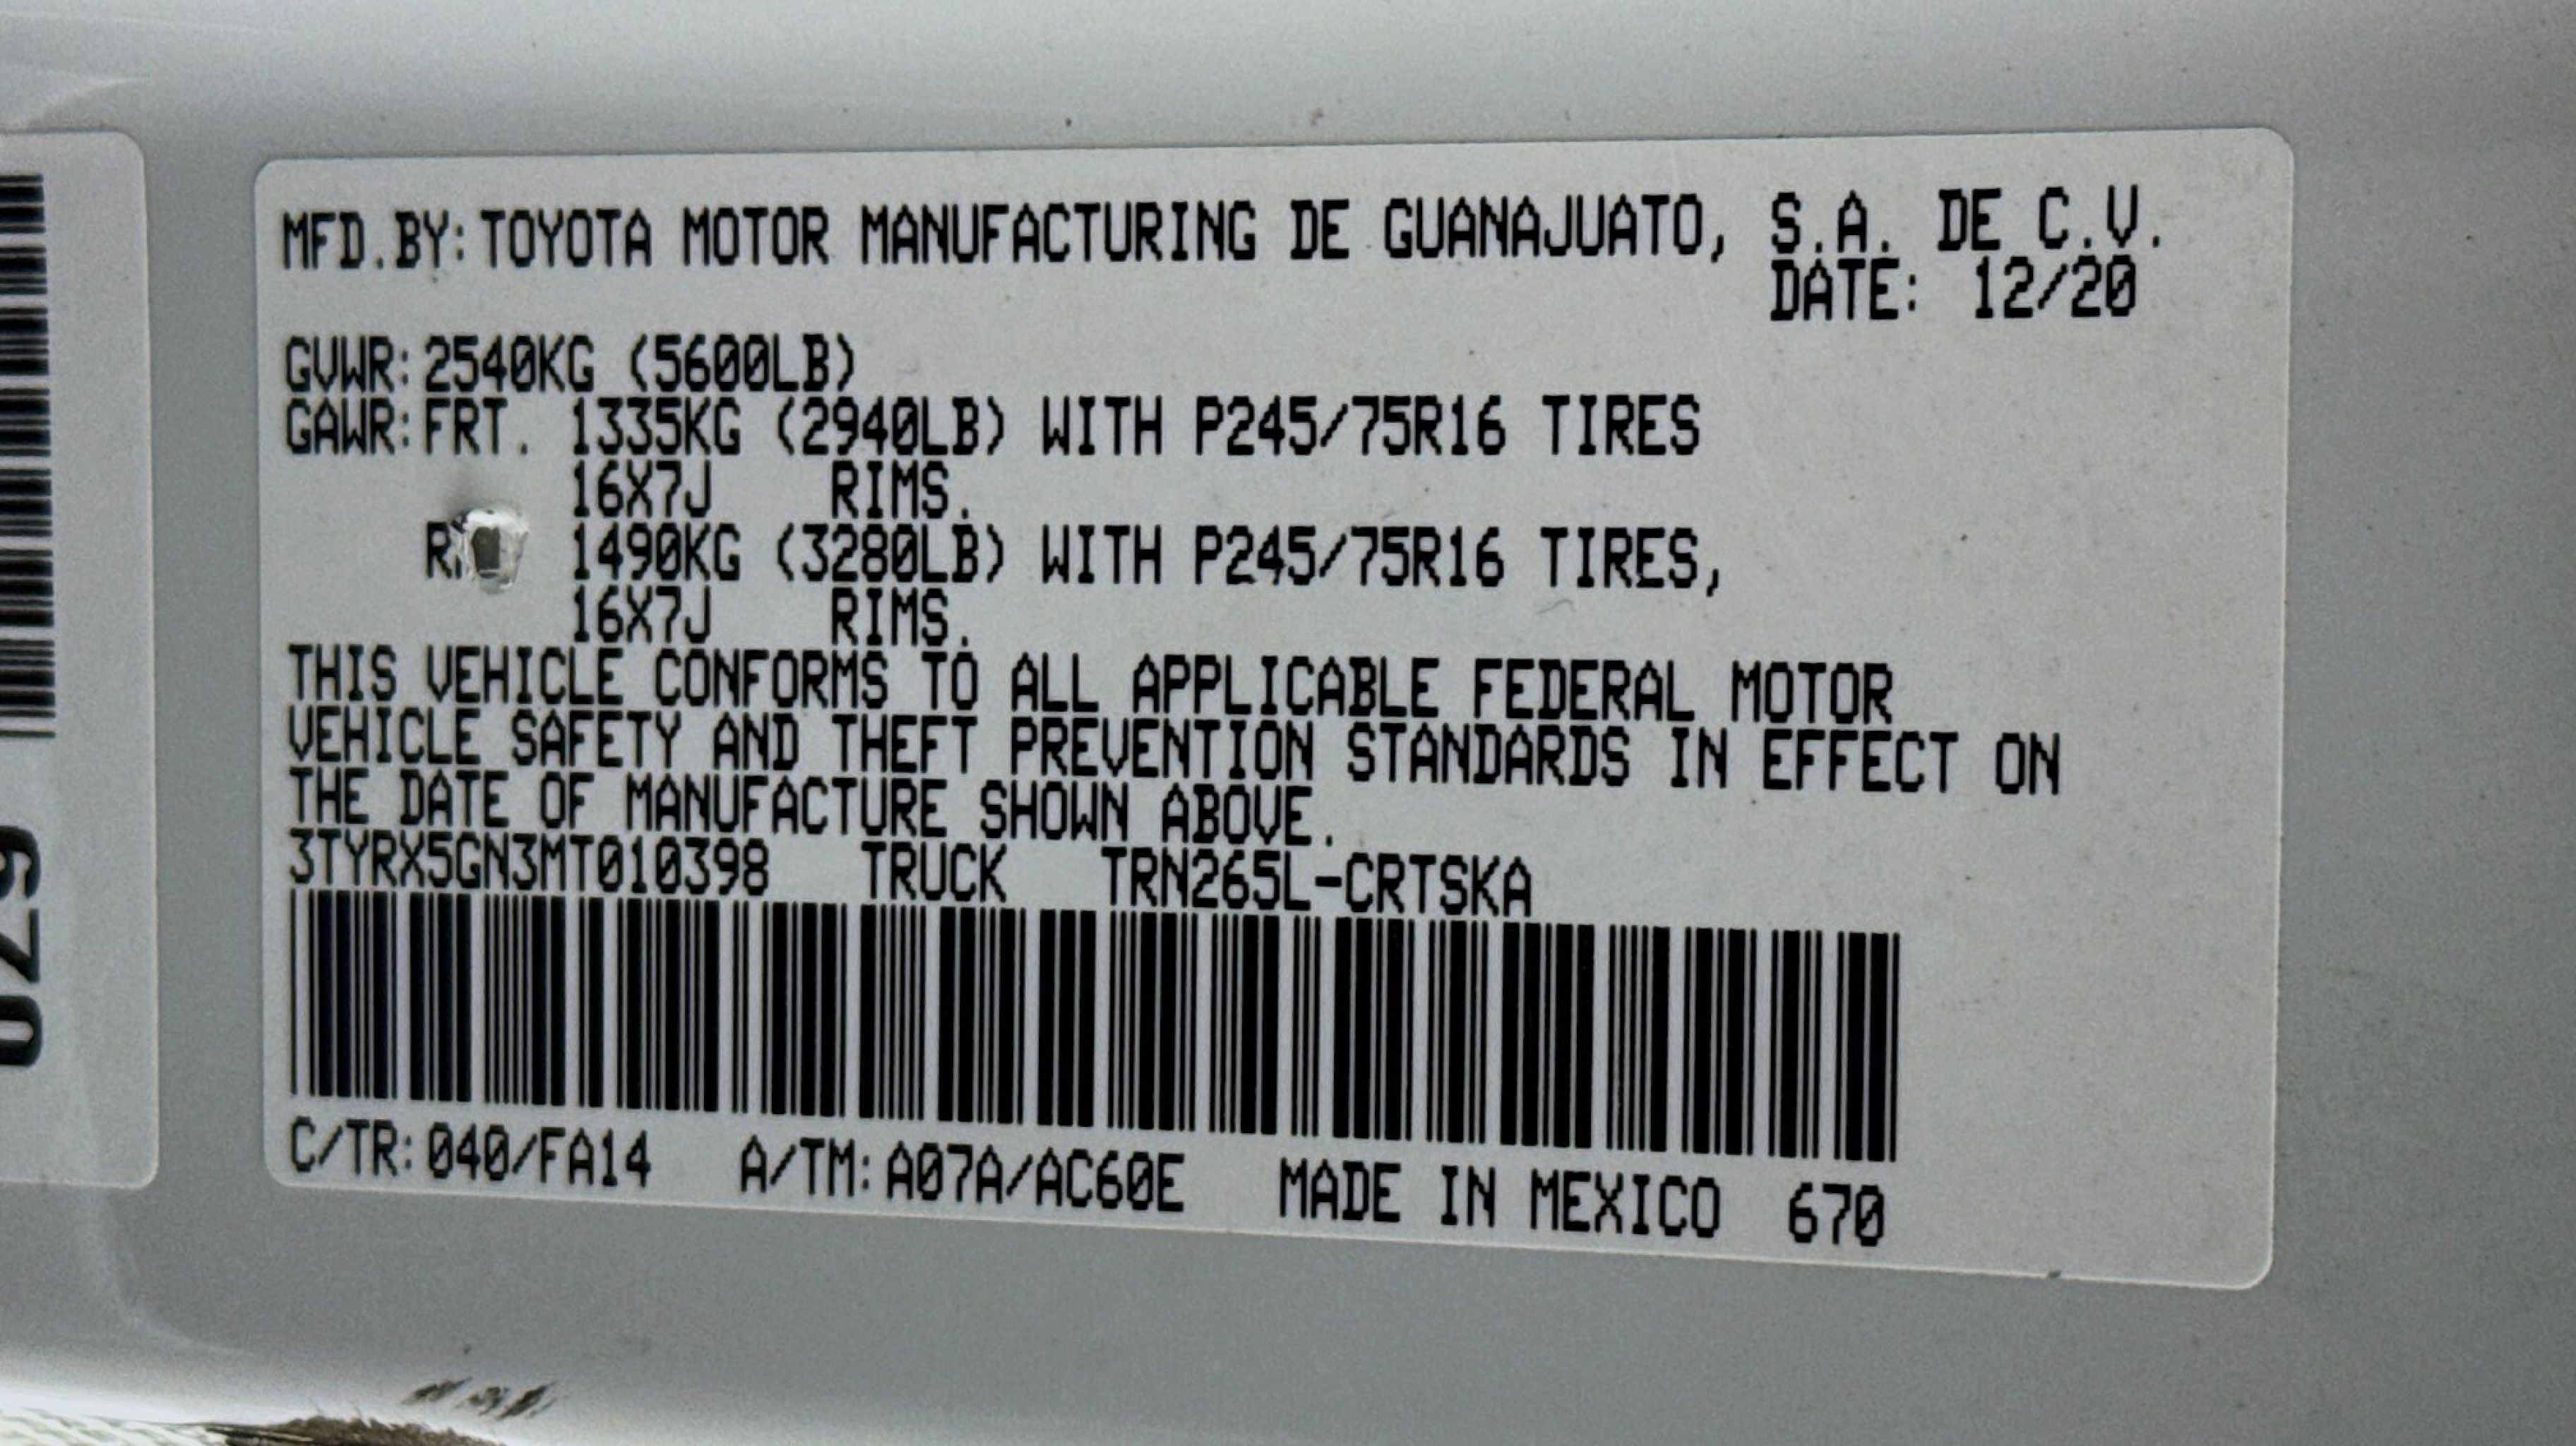 MFD.BY: TOYOTA MOTOR MANUFACTURING DE GUANAJUATO, S.A. DE C.V.
DATE: 12/20
GVWR: 2540KG (5600LB)
GAWR: FRT. 1335KG (2940LB) WITH P245/75R16 TIRES
16X7J RIMS.
1490KG (3280LB) WITH P245/75R16 TIRES,
16X7J RIMS.
THIS VEHICLE CONFORMS TO ALL APPLICABLE FEDERAL MOTOR
VEHICLE SAFETY AND THEFT PREVENTION STANDARDS IN EFFECT ON
THE DATE OF MANUFACTURE SHOWN ABOVE.
3TYRX5GN3MT010398 TRUCK TRN265L-CRTSKA
C/TR: 040/FA14 A/TM: A07A/AC60E MADE IN MEXICO 670